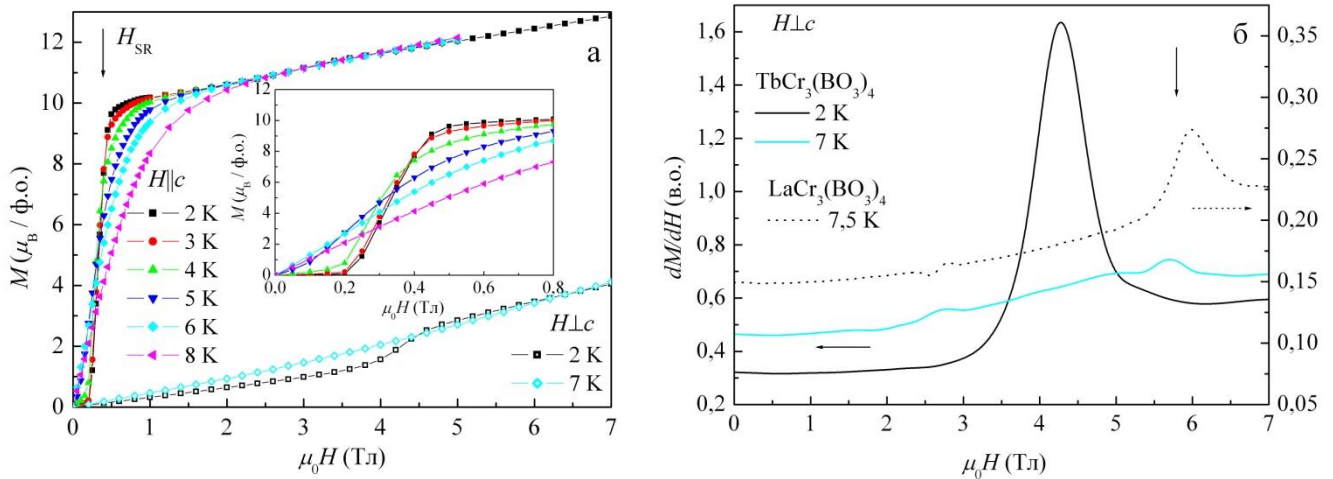 14
12
10
8
6
4
2
0
M (μ_B / ф.о.)
H_SR
а
H||c
2 K
3 K
4 K
5 K
6 K
8 K
12
10
8
6
4
2
0
M (μ_B / ф.о.)
0,0 0,2 0,4 0,6 0,8
μ₀H (Тл)
H⊥c
2 K
7 K
0 1 2 3 4 5 6 7
μ₀H (Тл)
1,6
1,4
1,2
1,0
0,8
0,6
0,4
0,2
dM/dH (в.о.)
H⊥c
б
TbCr₃(BO₃)₄
2 K
7 K
LaCr₃(BO₃)₄
7,5 K
0,35
0,30
0,25
0,20
0,15
0,10
0,05
0 1 2 3 4 5 6 7
μ₀H (Тл)